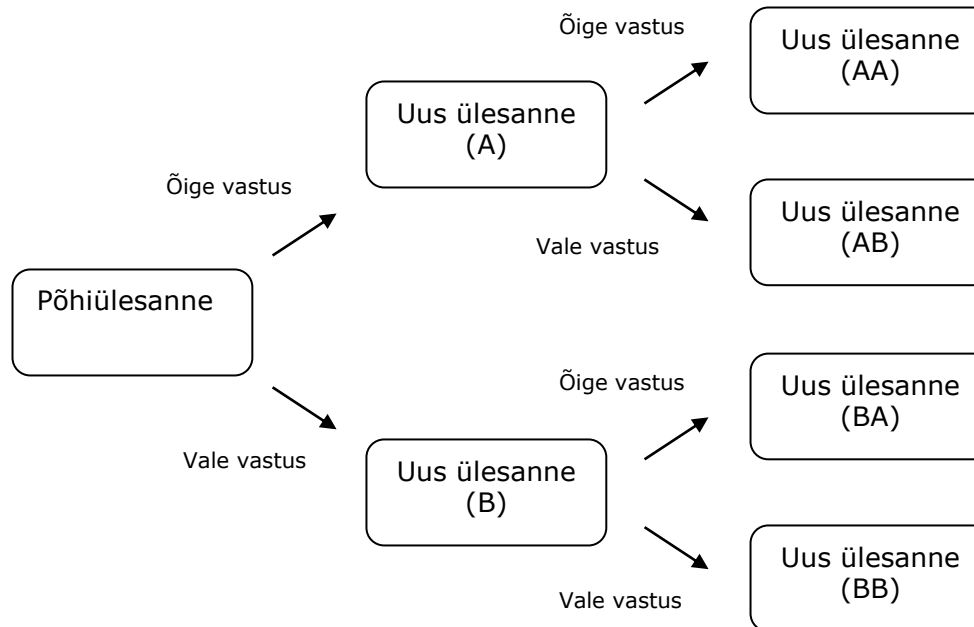 Põhiülesanne
Õige vastus
Vale vastus
Uus ülesanne
(A)
Uus ülesanne
(B)
Õige vastus
Vale vastus
Õige vastus
Vale vastus
Uus ülesanne
(AA)
Uus ülesanne
(AB)
Uus ülesanne
(BA)
Uus ülesanne
(BB)